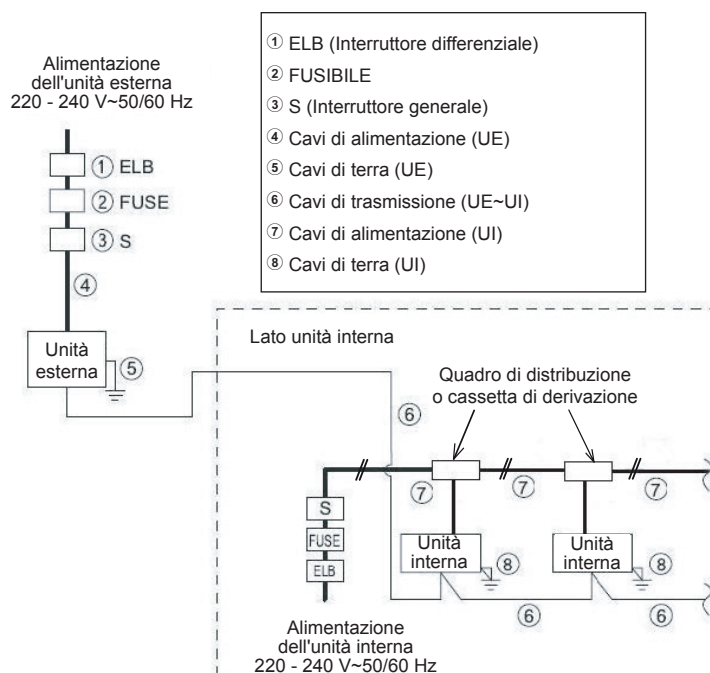 Alimentazione
dell'unità esterna
220 - 240 V~50/60 Hz
① ELB
② FUSE
③ S
④
Unità
esterna
⑤
① ELB (Interruttore differenziale)
② FUSIBILE
③ S (Interruttore generale)
④ Cavi di alimentazione (UE)
⑤ Cavi di terra (UE)
⑥ Cavi di trasmissione (UE~UI)
⑦ Cavi di alimentazione (UI)
⑧ Cavi di terra (UI)
Lato unità interna
Quadro di distribuzione
o cassetta di derivazione
⑥
⑦ ⑦ ⑦
S
FUSE
ELB
Unità
interna
⑧
Unità
interna
⑧
⑥ ⑥
Alimentazione
dell'unità interna
220 - 240 V~50/60 Hz